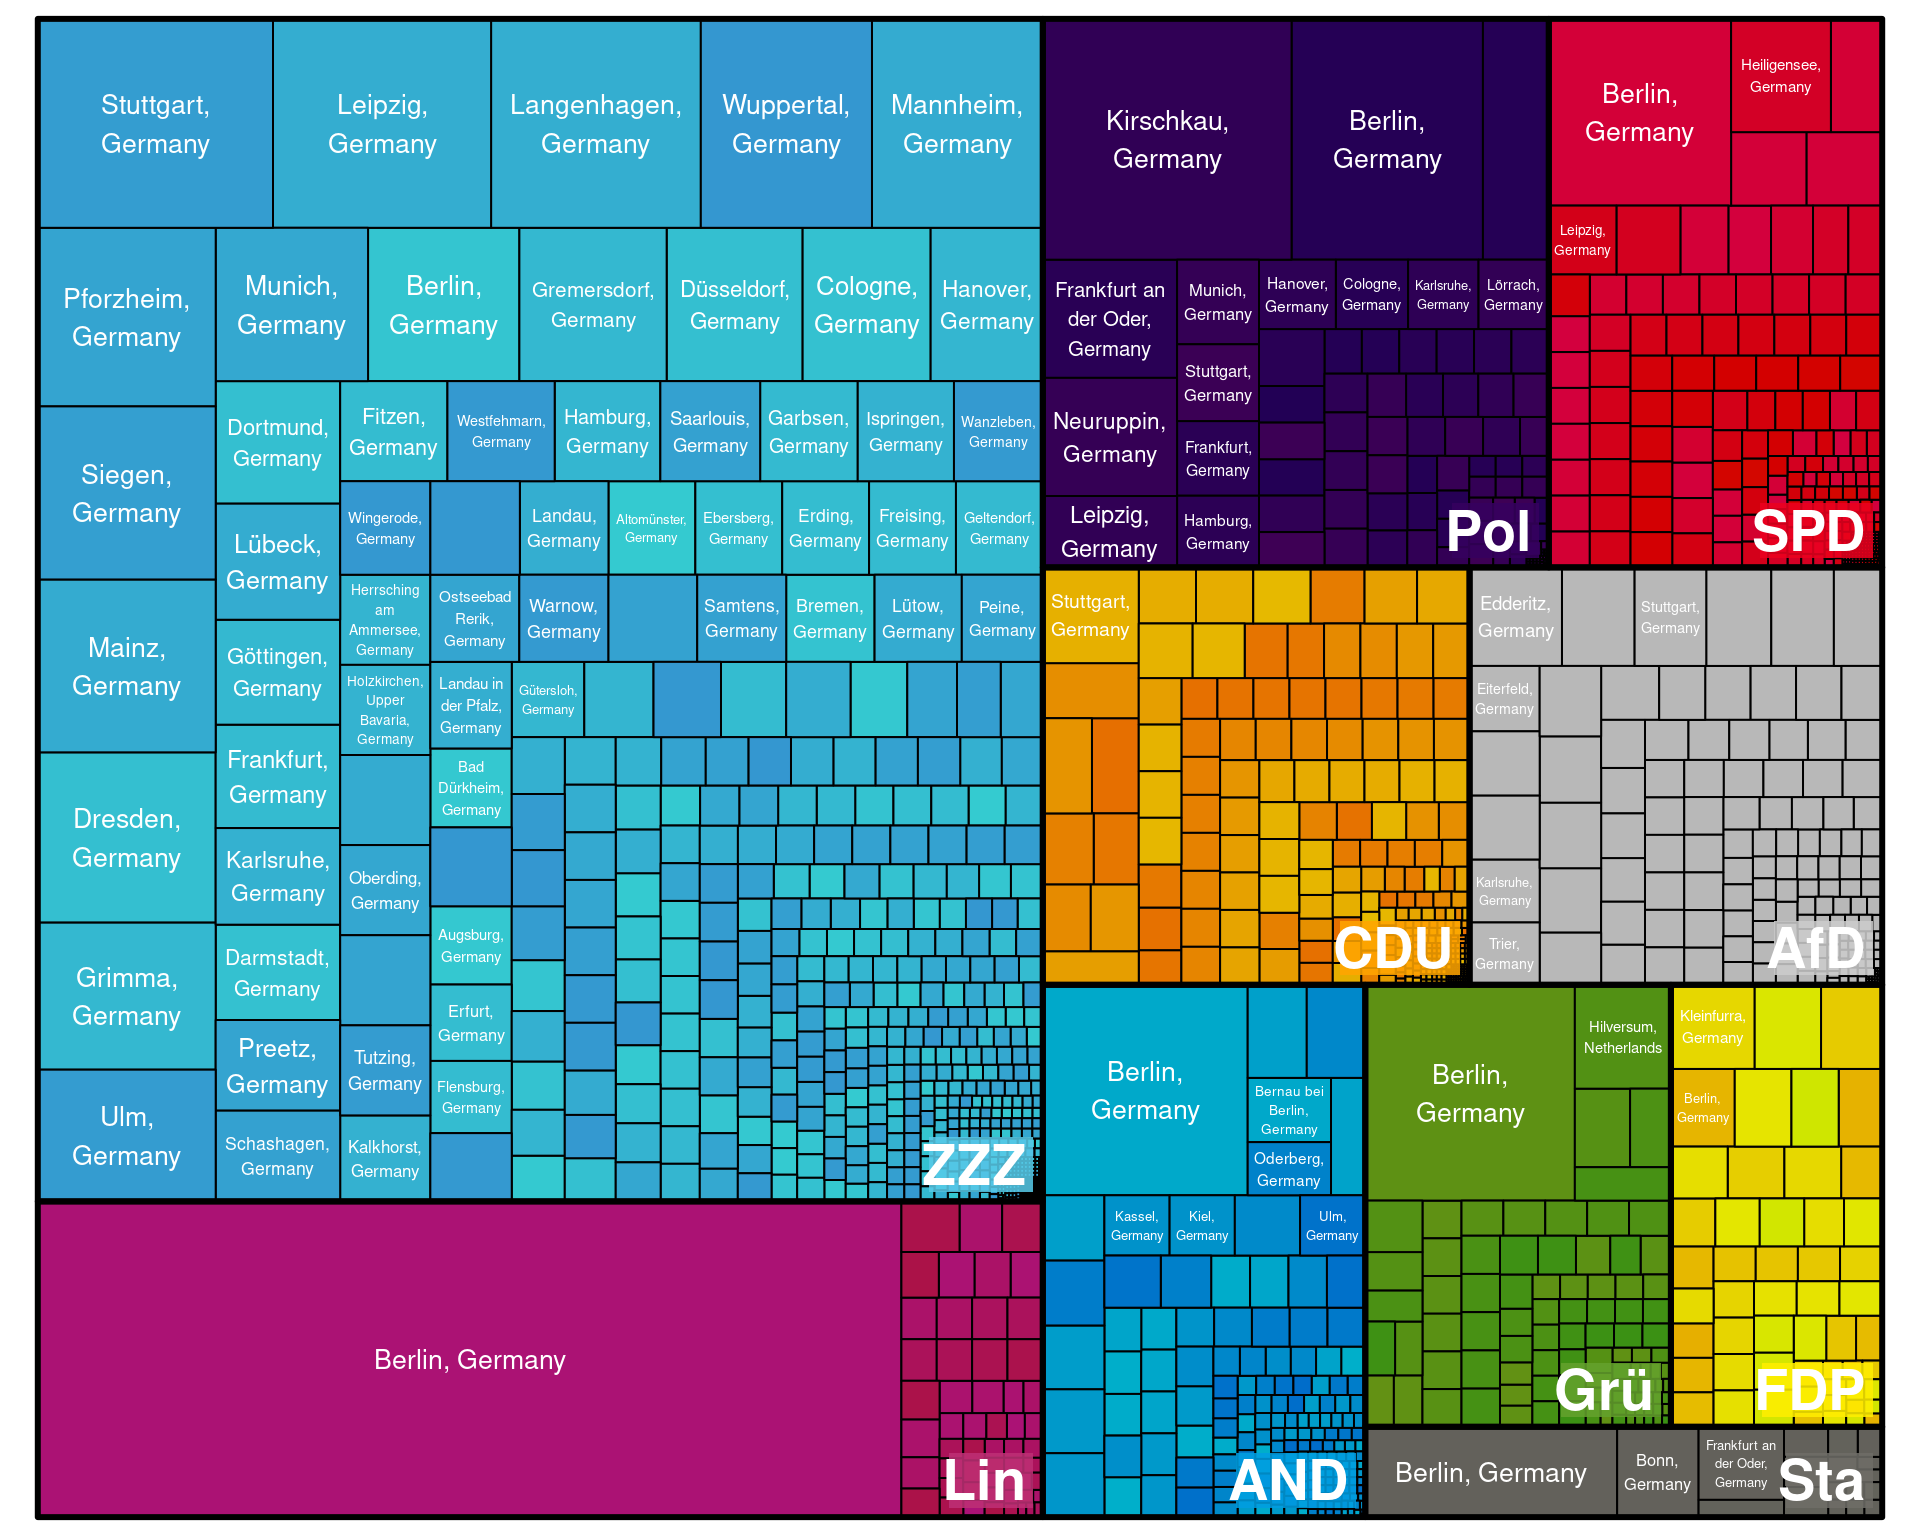 Stuttgart,
Germany
Leipzig,
Germany
Langenhagen,
Germany
Wuppertal,
Germany
Mannheim,
Germany
Pforzheim,
Germany
Munich,
Germany
Berlin,
Germany
Gremersdorf,
Germany
Düsseldorf,
Germany
Cologne,
Germany
Hanover,
Germany
Siegen,
Germany
Dortmund,
Germany
Fitzen,
Germany
Westfehmarn,
Germany
Hamburg,
Germany
Saarlouis,
Germany
Garbsen,
Germany
Ispringen,
Germany
Wanzleben,
Germany
Lübeck,
Germany
Wingerode,
Germany
Landau,
Germany
Altomünster,
Germany
Ebersberg,
Germany
Erding,
Germany
Freising,
Germany
Geltendorf,
Germany
Mainz,
Germany
Göttingen,
Germany
Herrsching
am
Ammersee,
Germany
Ostseebad
Rerik,
Germany
Warnow,
Germany
Samtens,
Germany
Bremen,
Germany
Lütow,
Germany
Peine,
Germany
Holzkirchen,
Upper
Bavaria,
Germany
Landau in
der Pfalz,
Germany
Gütersloh,
Germany
Dresden,
Germany
Frankfurt,
Germany
Bad
Dürkheim,
Germany
Karlsruhe,
Germany
Oberding,
Germany
Grimma,
Germany
Darmstadt,
Germany
Augsburg,
Germany
Erfurt,
Germany
Ulm,
Germany
Preetz,
Germany
Tutzing,
Germany
Flensburg,
Germany
Schashagen,
Germany
Kalkhorst,
Germany
ZZZ
Berlin, Germany
Lin
Kirschkau,
Germany
Berlin,
Germany
Frankfurt an
der Oder,
Germany
Munich,
Germany
Hanover,
Germany
Cologne,
Germany
Karlsruhe,
Germany
Lörrach,
Germany
Stuttgart,
Germany
Neuruppin,
Germany
Frankfurt,
Germany
Leipzig,
Germany
Hamburg,
Germany
Pol
Berlin,
Germany
Heiligensee,
Germany
Leipzig,
Germany
SPD
Stuttgart,
Germany
CDU
Edderitz,
Germany
Stuttgart,
Germany
Eiterfeld,
Germany
Karlsruhe,
Germany
Trier,
Germany
AfD
Berlin,
Germany
Bernau bei
Berlin,
Germany
Oderberg,
Germany
Kassel,
Germany
Kiel,
Germany
Ulm,
Germany
AND
Berlin,
Germany
Hilversum,
Netherlands
Grü
Kleinfurra,
Germany
Berlin,
Germany
FDP
Berlin, Germany
Bonn,
Germany
Frankfurt an
der Oder,
Germany
Sta